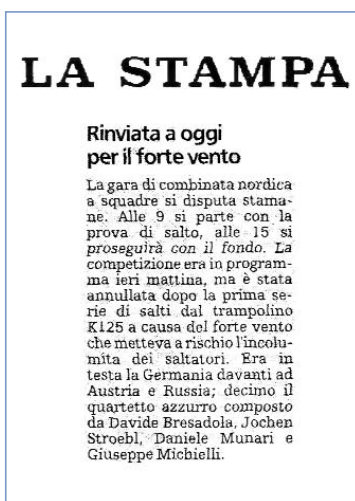 LA STAMPA
Rinviata a oggi
per il forte vento
La gara di combinata nordica
a squadre si disputa stama-
ne. Alle 9 si parte con la
prova di salto, alle 15 si
proseguirà con il fondo. La
competizione era in program-
ma ieri mattina, ma è stata
annullata dopo la prima se-
rie di salti dal trampolino
K125 a causa del forte vento
che metteva a rischio l'incolu-
mita dei saltatori. Era in
testa la Germania davanti ad
Austria e Russia; decimo il
quartetto azzurro composto
da Davide Bresadola, Jochen
Stroebl, Daniele Munari e
Giuseppe Michielli.